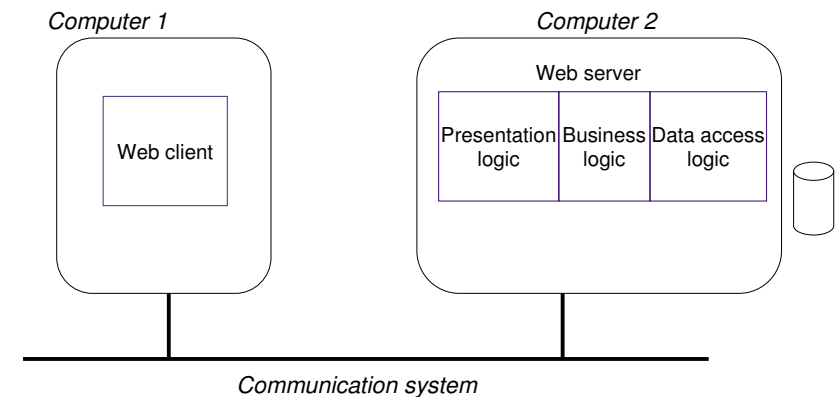 Computer 1
Computer 2
Web client
Web server
Presentation logic
Business logic
Data access logic
Communication system